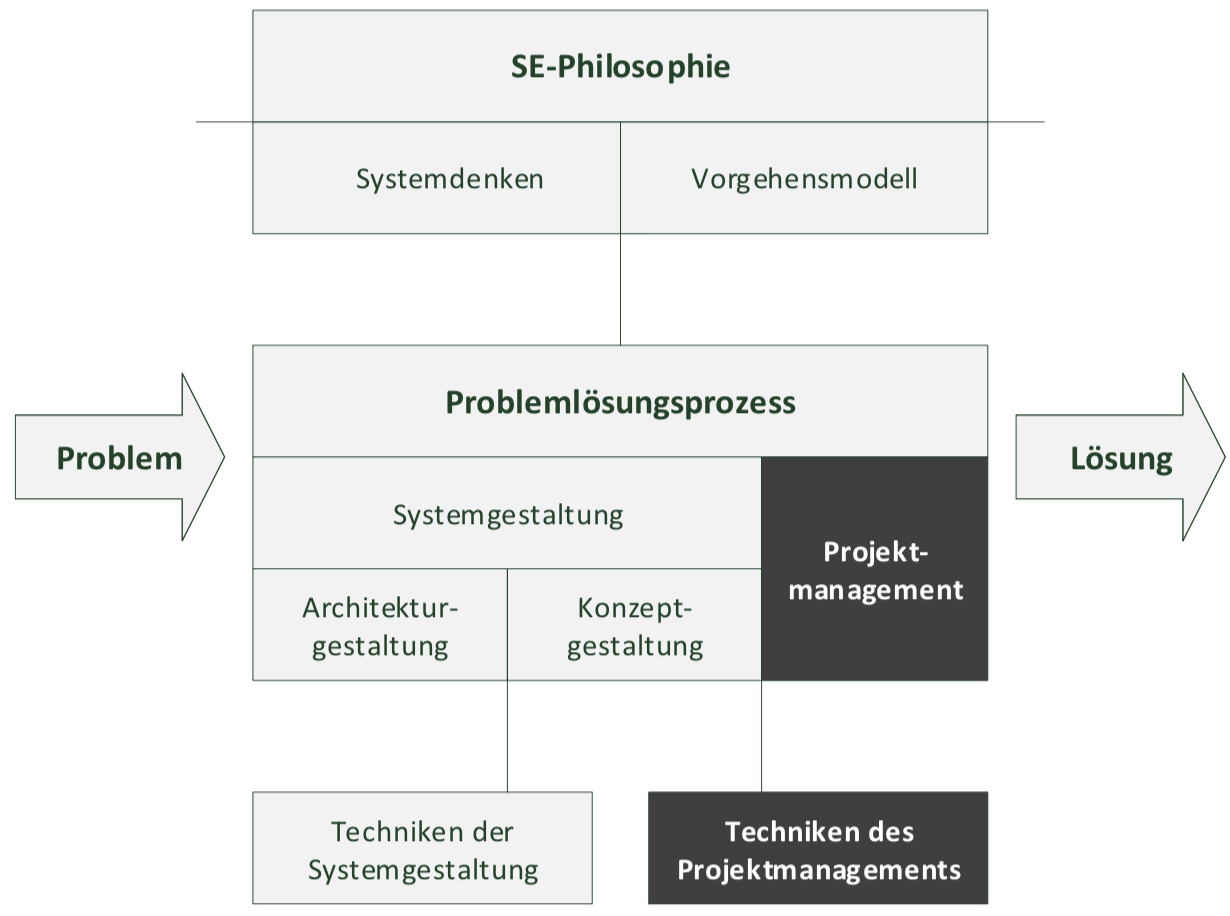 SE-Philosophie
Systemdenken
Vorgehensmodell
Problemlösungsprozess
Problem
Lösung
Systemgestaltung
Projekt-
management
Architektur-
gestaltung
Konzept-
gestaltung
Techniken der
Systemgestaltung
Techniken des
Projektmanagements